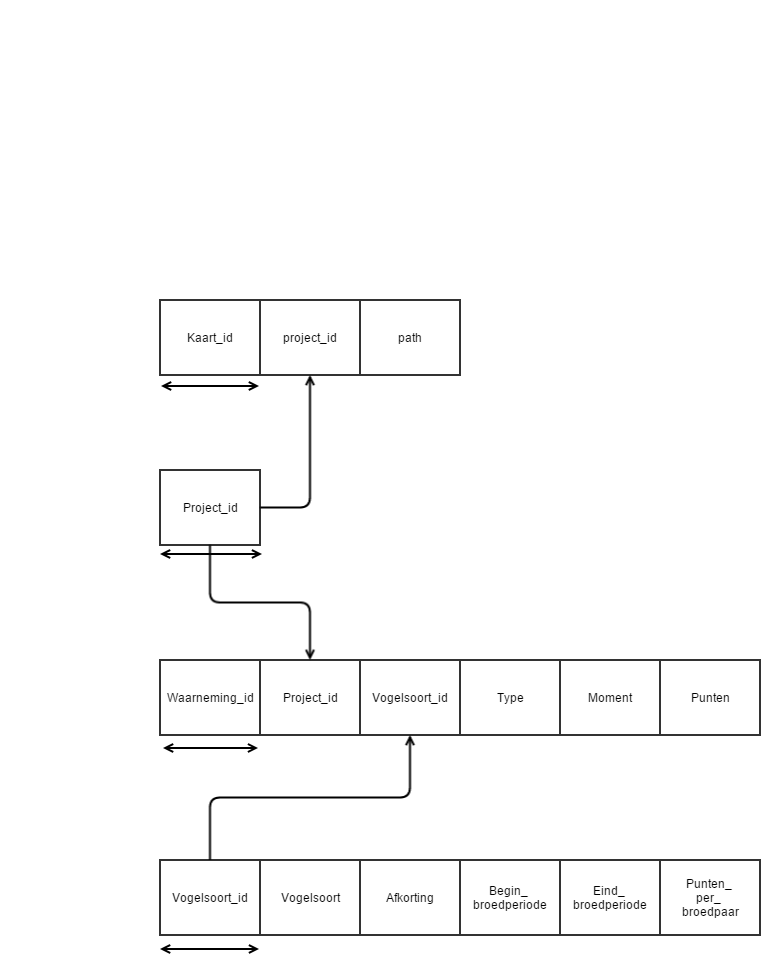 Kaart_id
project_id
path
Project_id
Waarneming_id
Project_id
Vogelsoort_id
Type
Moment
Punten
Vogelsoort_id
Vogelsoort
Afkorting
Begin_
broedperiode
Eind_
broedperiode
Punten_
per_
broedpaar